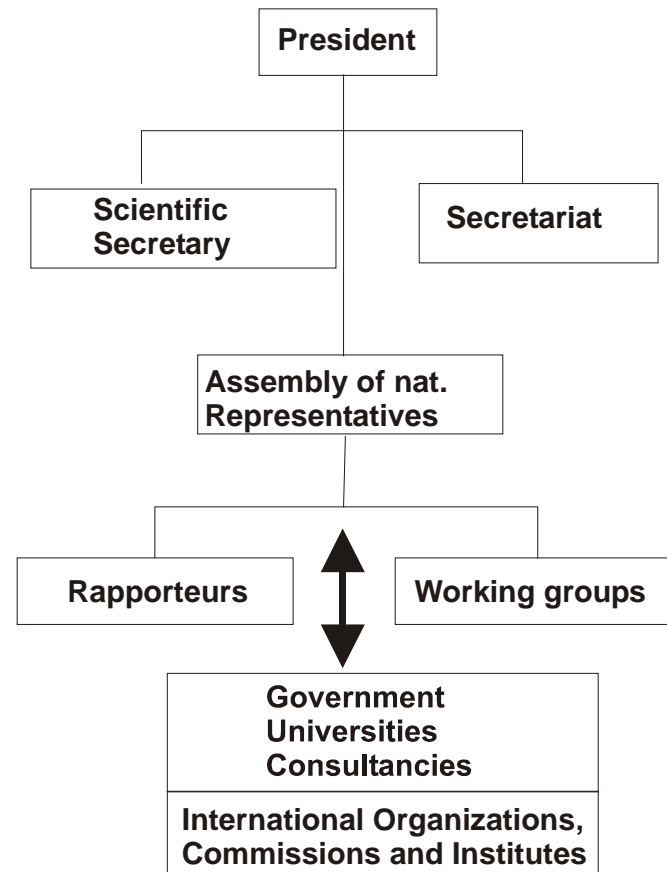 President
Scientific
Secretary
Secretariat
Assembly of nat.
Representatives
Rapporteurs
Working groups
Government
Universities
Consultancies
International Organizations,
Commissions and Institutes